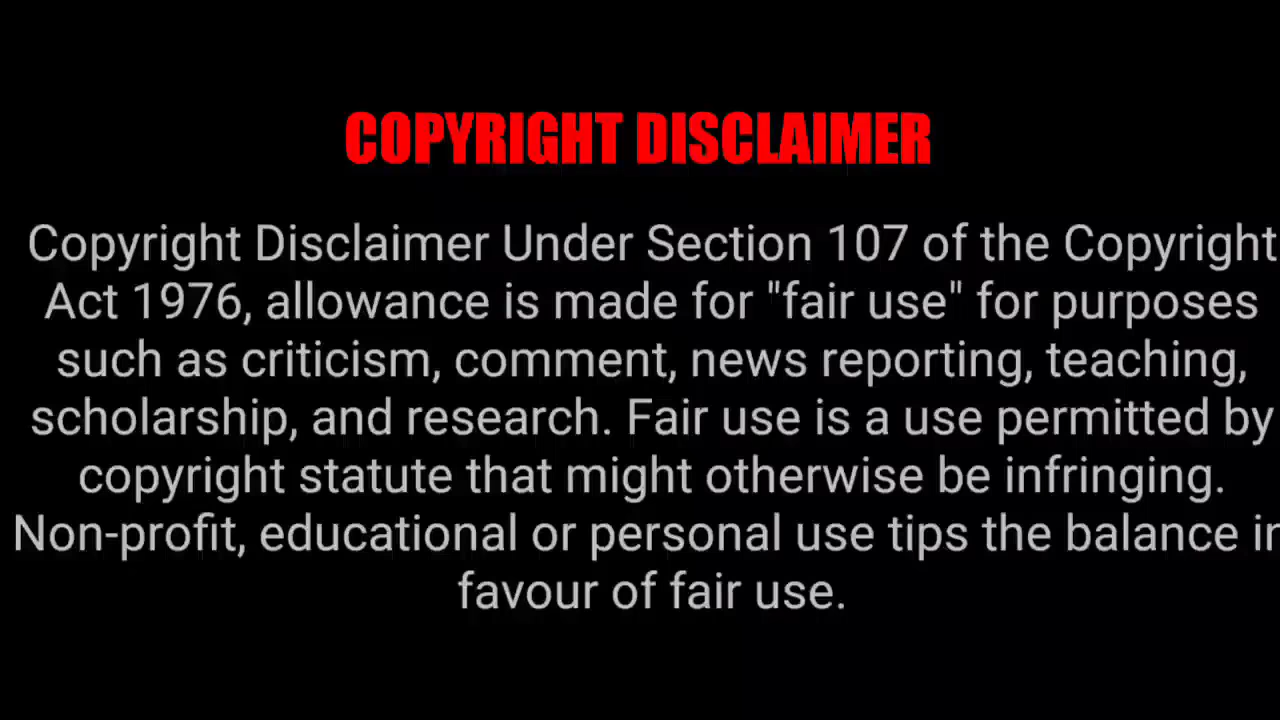 COPYRIGHT DISCLAIMER
Copyright Disclaimer Under Section 107 of the Copyright
Act 1976, allowance is made for "fair use" for purposes
such as criticism, comment, news reporting, teaching,
scholarship, and research. Fair use is a use permitted by
copyright statute that might otherwise be infringing.
Non-profit, educational or personal use tips the balance in
favour of fair use.